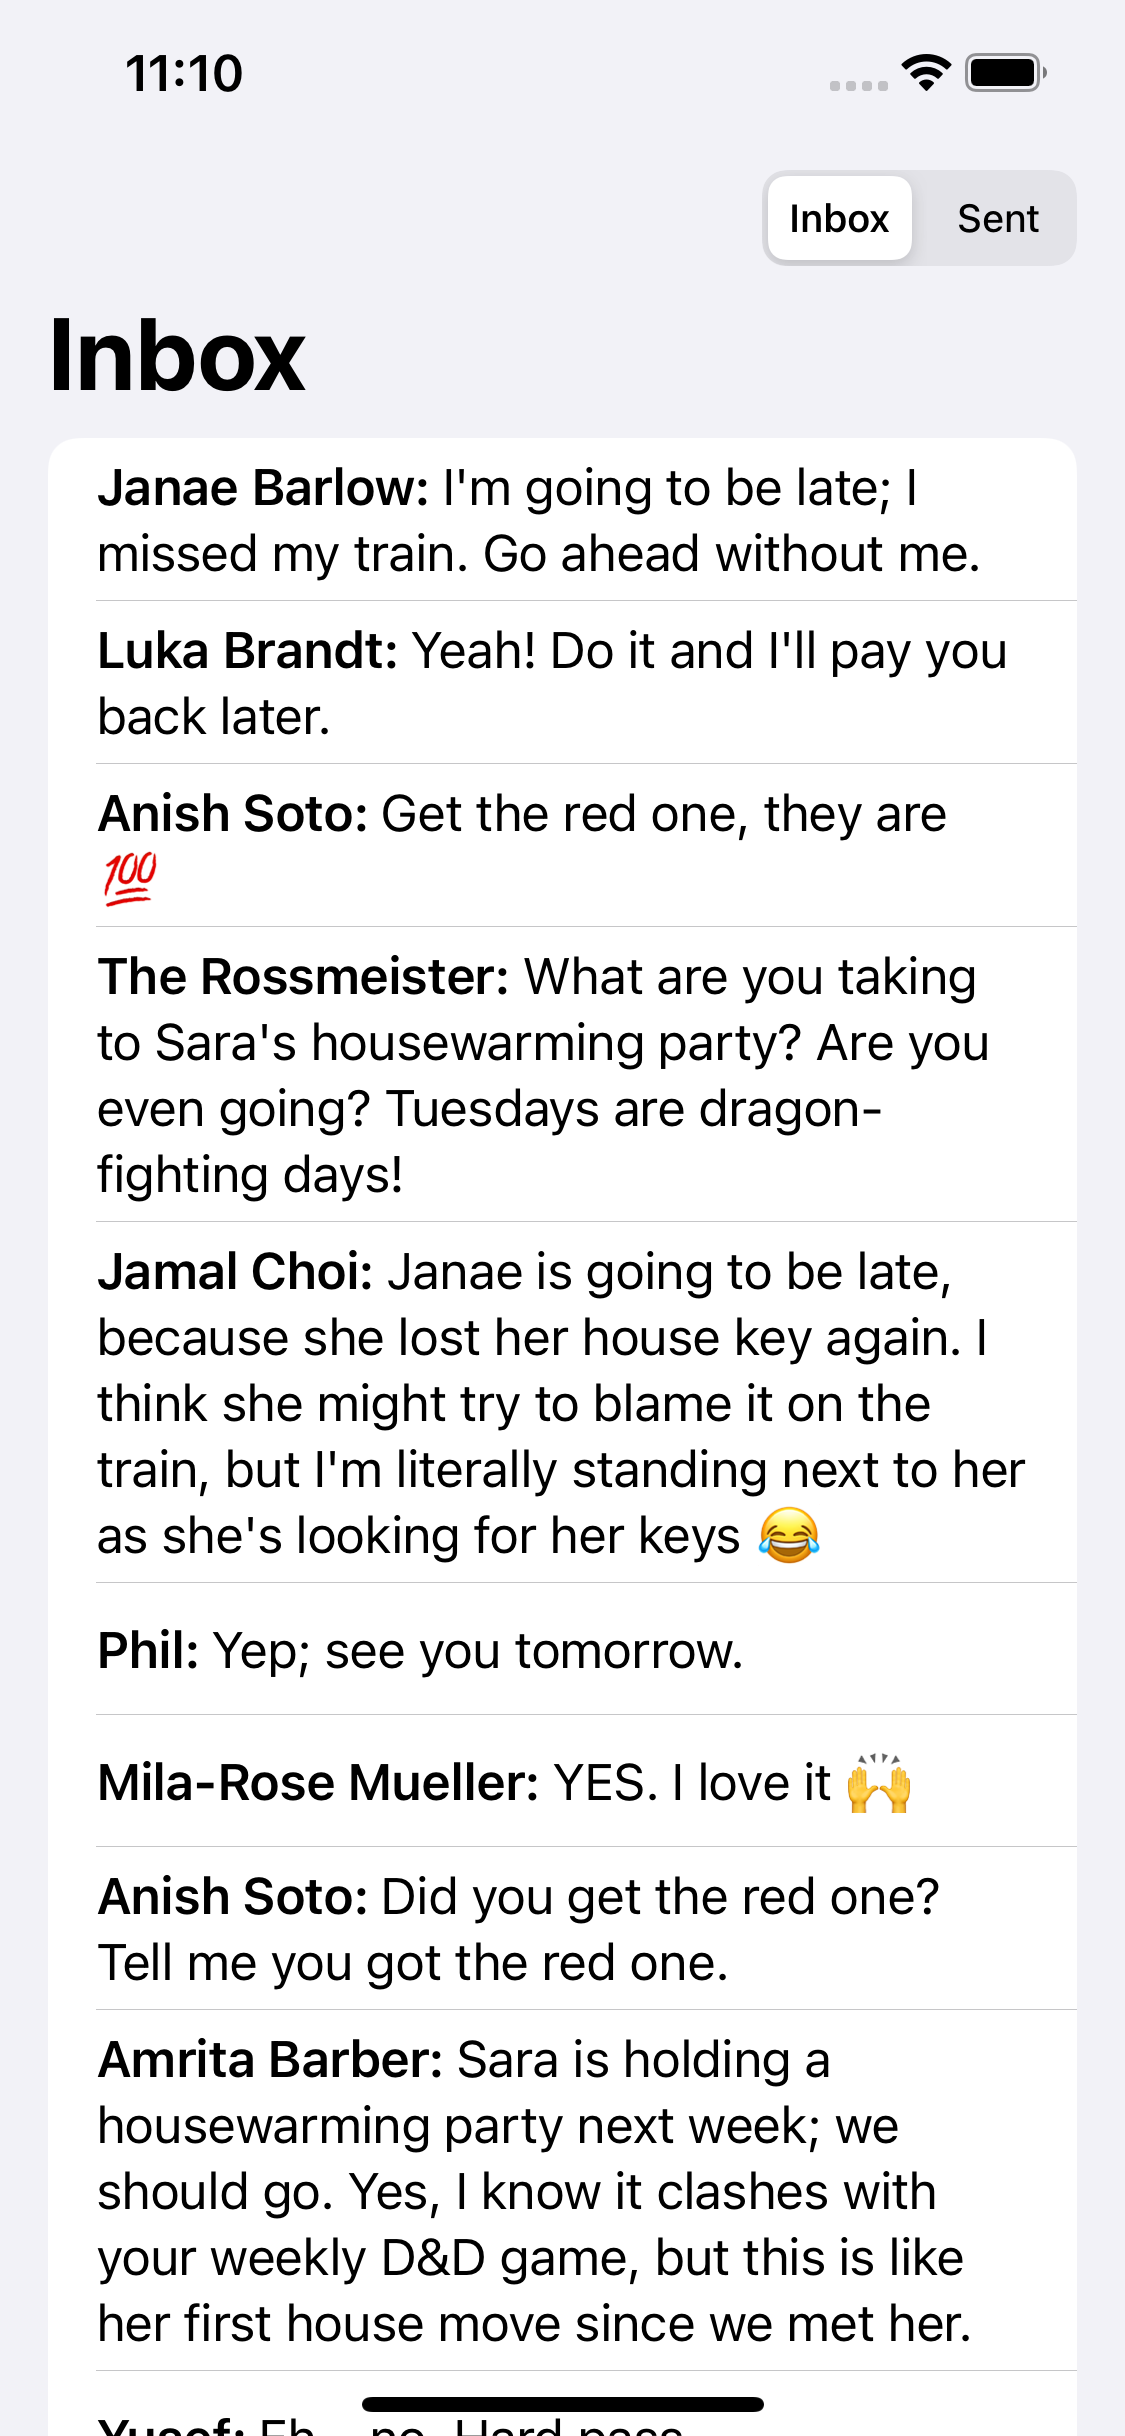 11:10
Inbox Sent
Inbox
Janae Barlow: I'm going to be late; I
missed my train. Go ahead without me.
Luka Brandt: Yeah! Do it and I'll pay you
back later.
Anish Soto: Get the red one, they are
💯
The Rossmeister: What are you taking
to Sara's housewarming party? Are you
even going? Tuesdays are dragon-
fighting days!
Jamal Choi: Janae is going to be late,
because she lost her house key again. I
think she might try to blame it on the
train, but I'm literally standing next to her
as she's looking for her keys 😂
Phil: Yep; see you tomorrow.
Mila-Rose Mueller: YES. I love it 🙌
Anish Soto: Did you get the red one?
Tell me you got the red one.
Amrita Barber: Sara is holding a
housewarming party next week; we
should go. Yes, I know it clashes with
your weekly D&D game, but this is like
her first house move since we met her.
Yusef: Eh… no. Hard pass.